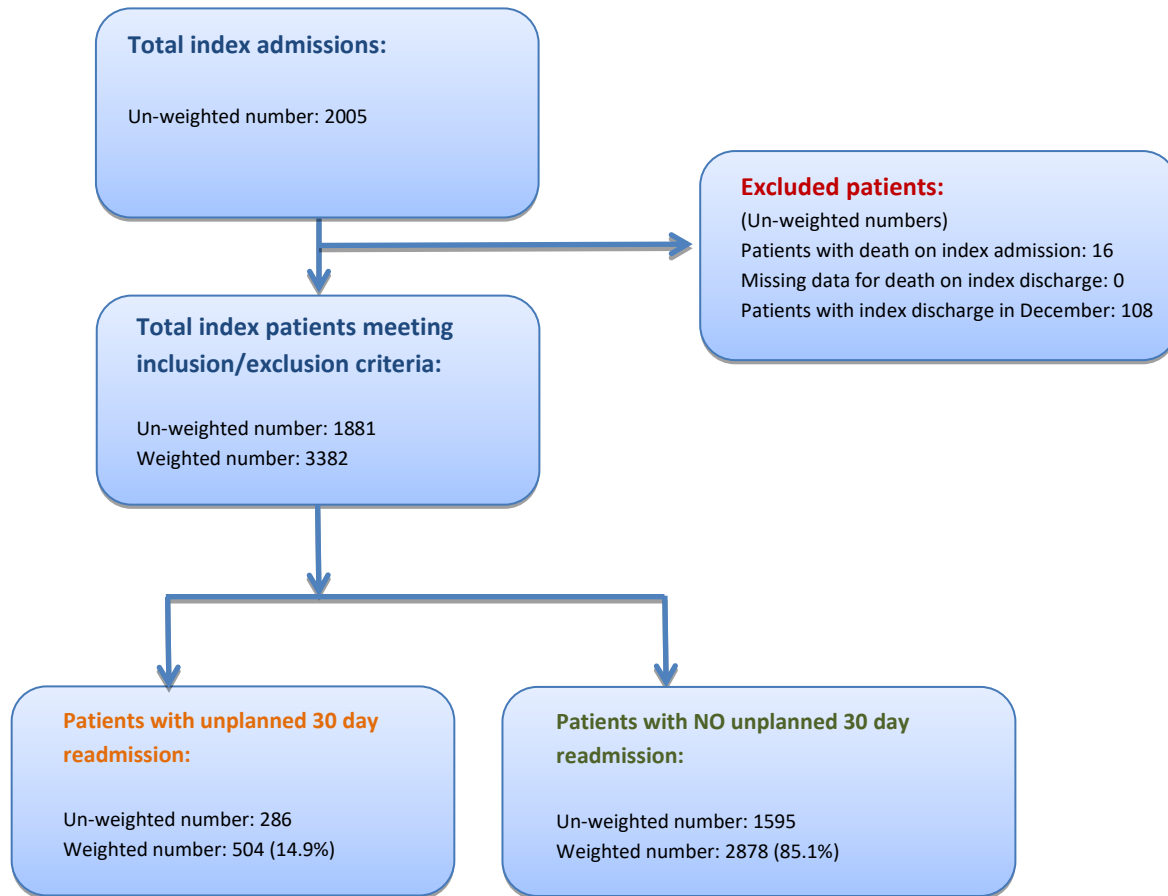 Total index admissions:
Un-weighted number: 2005
Excluded patients:
(Un-weighted numbers)
Patients with death on index admission: 16
Missing data for death on index discharge: 0
Patients with index discharge in December: 108
Total index patients meeting
inclusion/exclusion criteria:
Un-weighted number: 1881
Weighted number: 3382
Patients with unplanned 30 day
readmission:
Un-weighted number: 286
Weighted number: 504 (14.9%)
Patients with NO unplanned 30 day
readmission:
Un-weighted number: 1595
Weighted number: 2878 (85.1%)